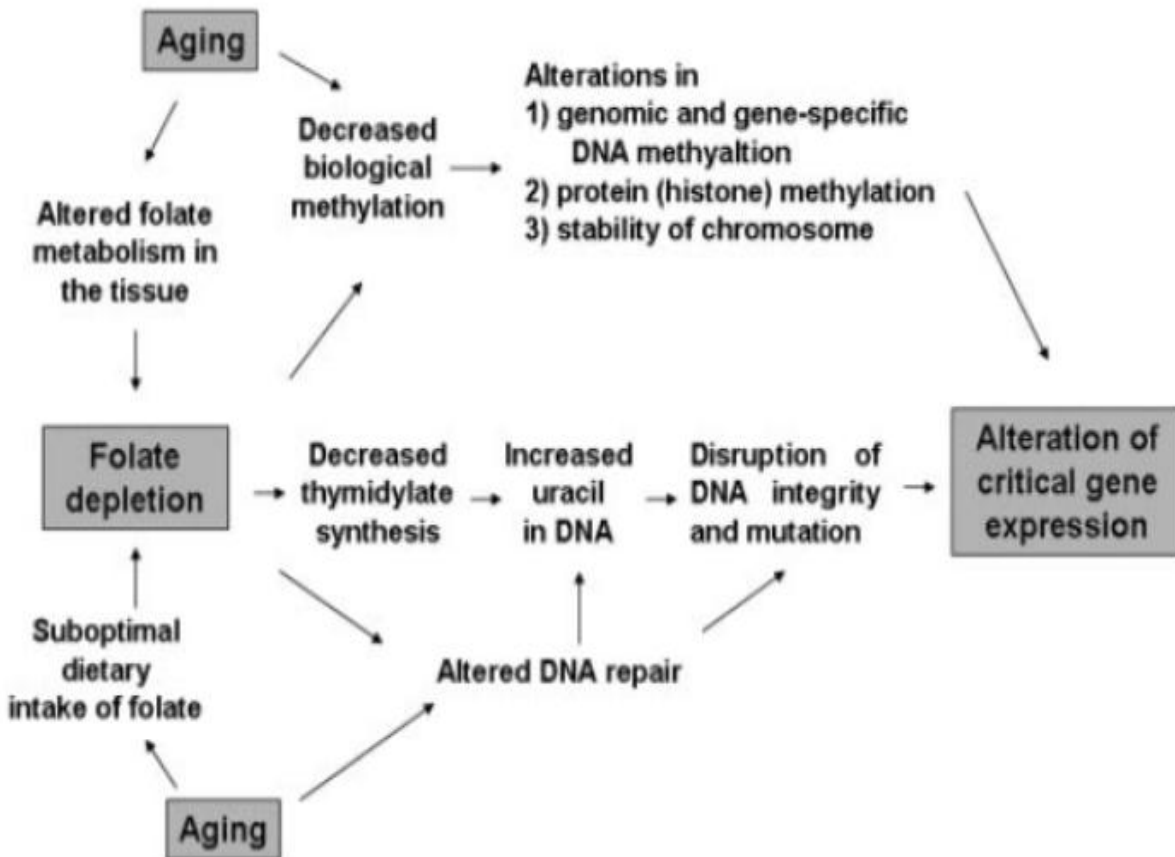 Aging
Decreased
biological
methylation
Alterations in
1) genomic and gene-specific
DNA methyaltion
2) protein (histone) methylation
3) stability of chromosome
Altered folate
metabolism in
the tissue
Folate
depletion
Decreased
thymidylate
synthesis
Increased
uracil
in DNA
Disruption of
DNA integrity
and mutation
Alteration of
critical gene
expression
Suboptimal
dietary
intake of folate
Altered DNA repair
Aging